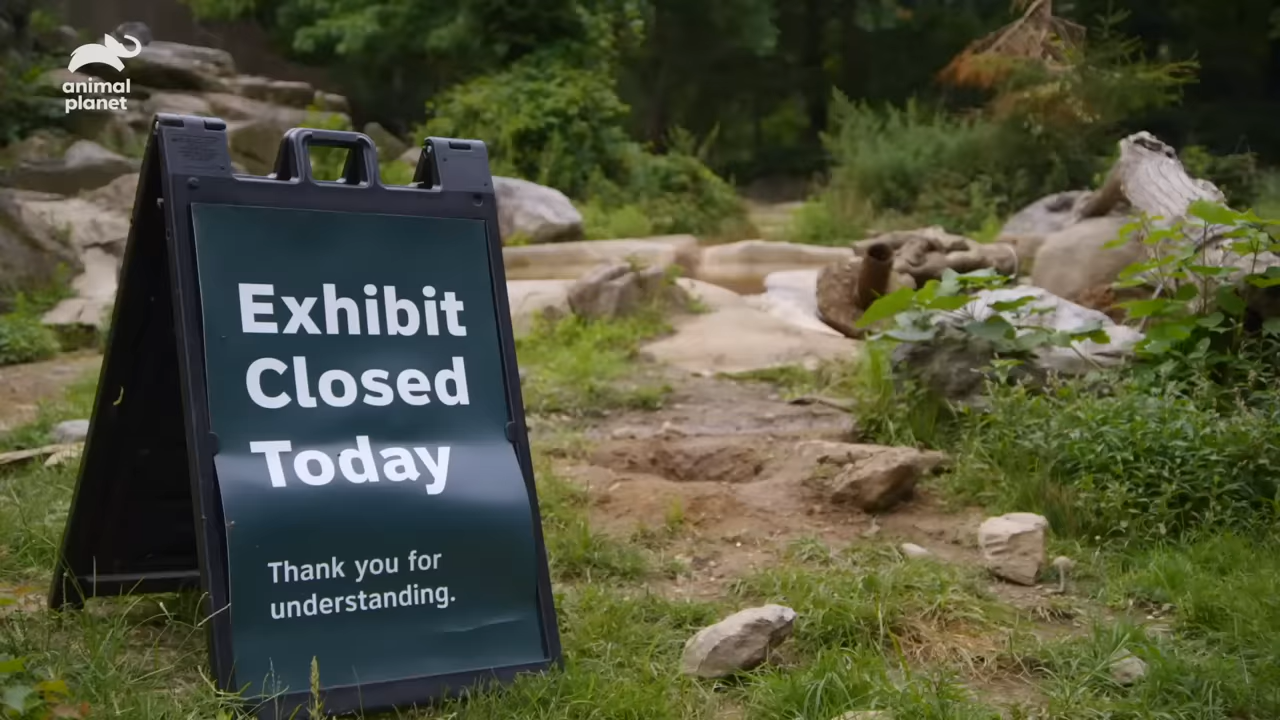 animal
planet
Exhibit
Closed
Today
Thank you for
understanding.